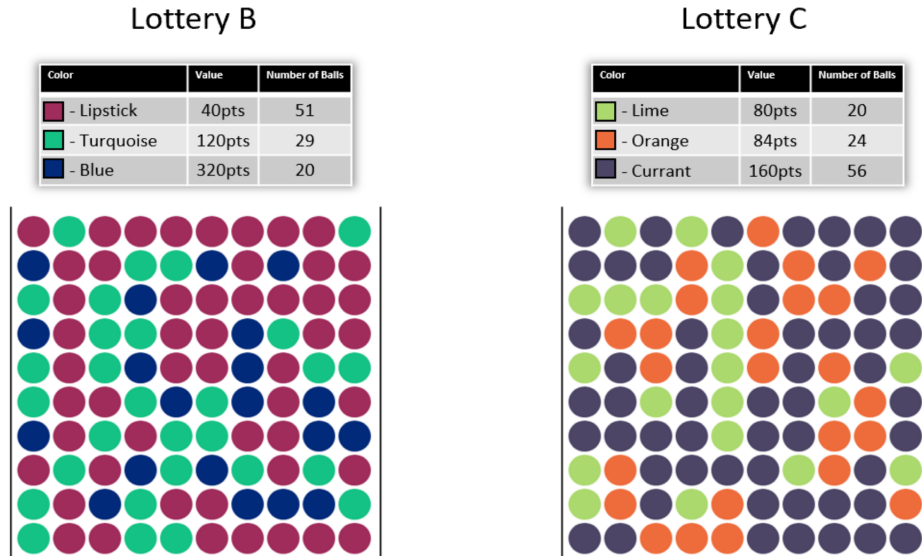 Lottery B
Color Value Number of Balls
- Lipstick 40pts 51
- Turquoise 120pts 29
- Blue 320pts 20
Lottery C
Color Value Number of Balls
- Lime 80pts 20
- Orange 84pts 24
- Currant 160pts 56